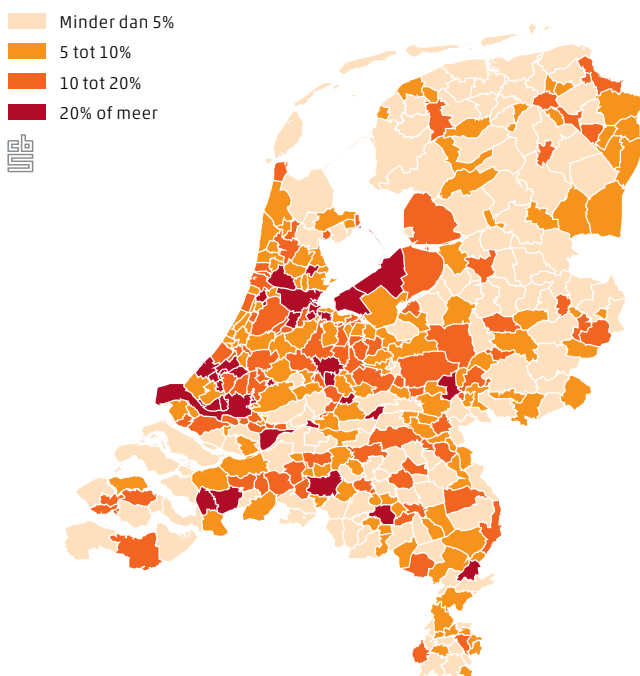 Minder dan 5%
5 tot 10%
10 tot 20%
20% of meer
cbs